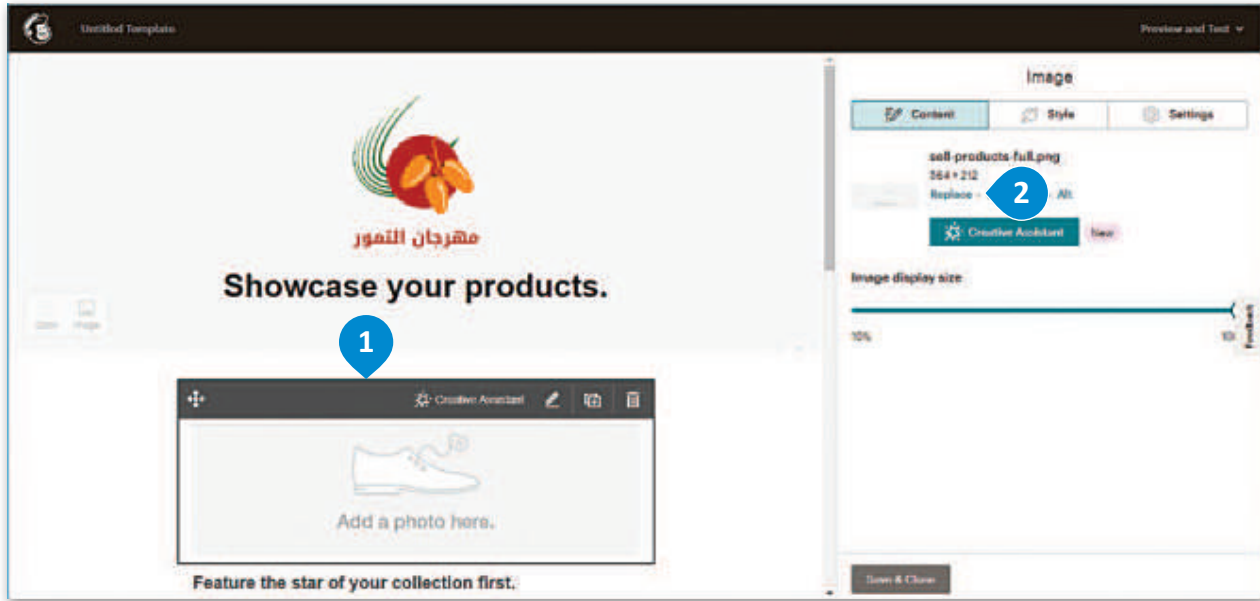 Untitled Template
Preview and Test
مهرجان التمور
Showcase your products.
1
Creative Assistant
Add a photo here.
Feature the star of your collection first.
Image
Content
Style
Settings
sell-products-full.png
564 × 212
Replace
2
Alt
Creative Assistant
New
Image display size
10%
Feedback
Save & Close